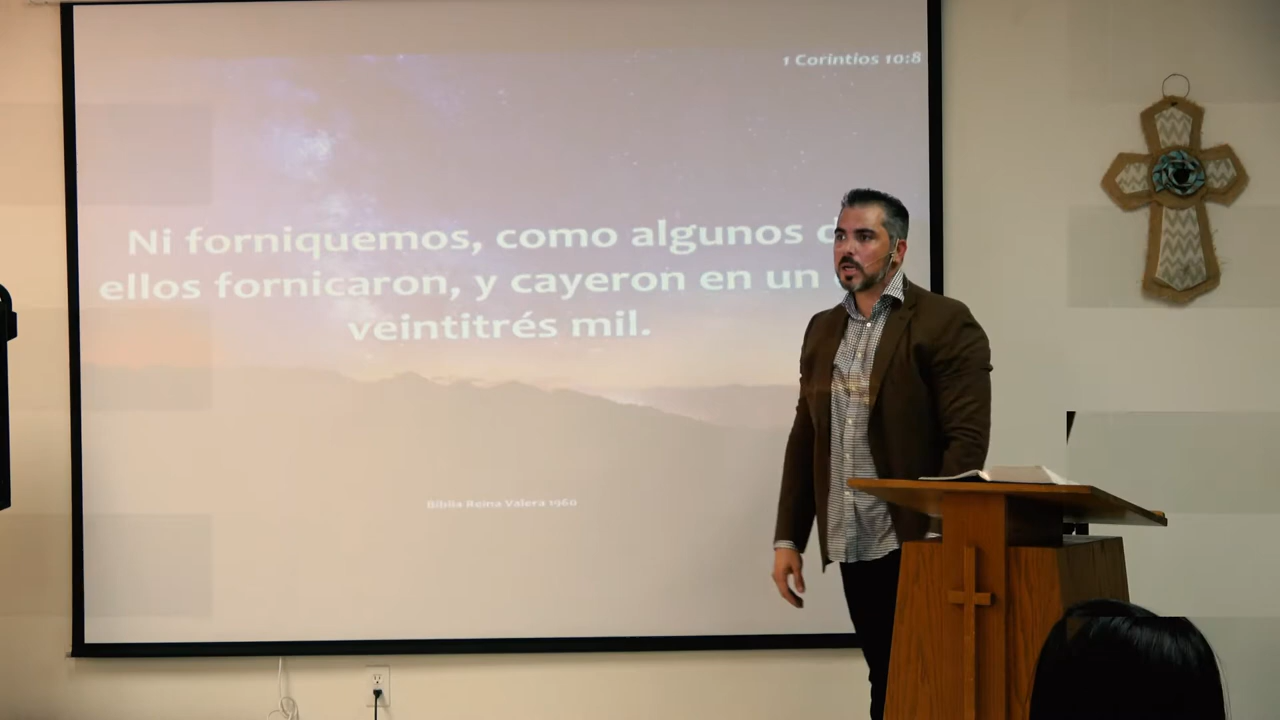 1 Corintios 10:8
Ni forniquemos, como algunos
ellos fornicaron, y cayeron en un
veintitrés mil.
Biblia Reina Valera 1960